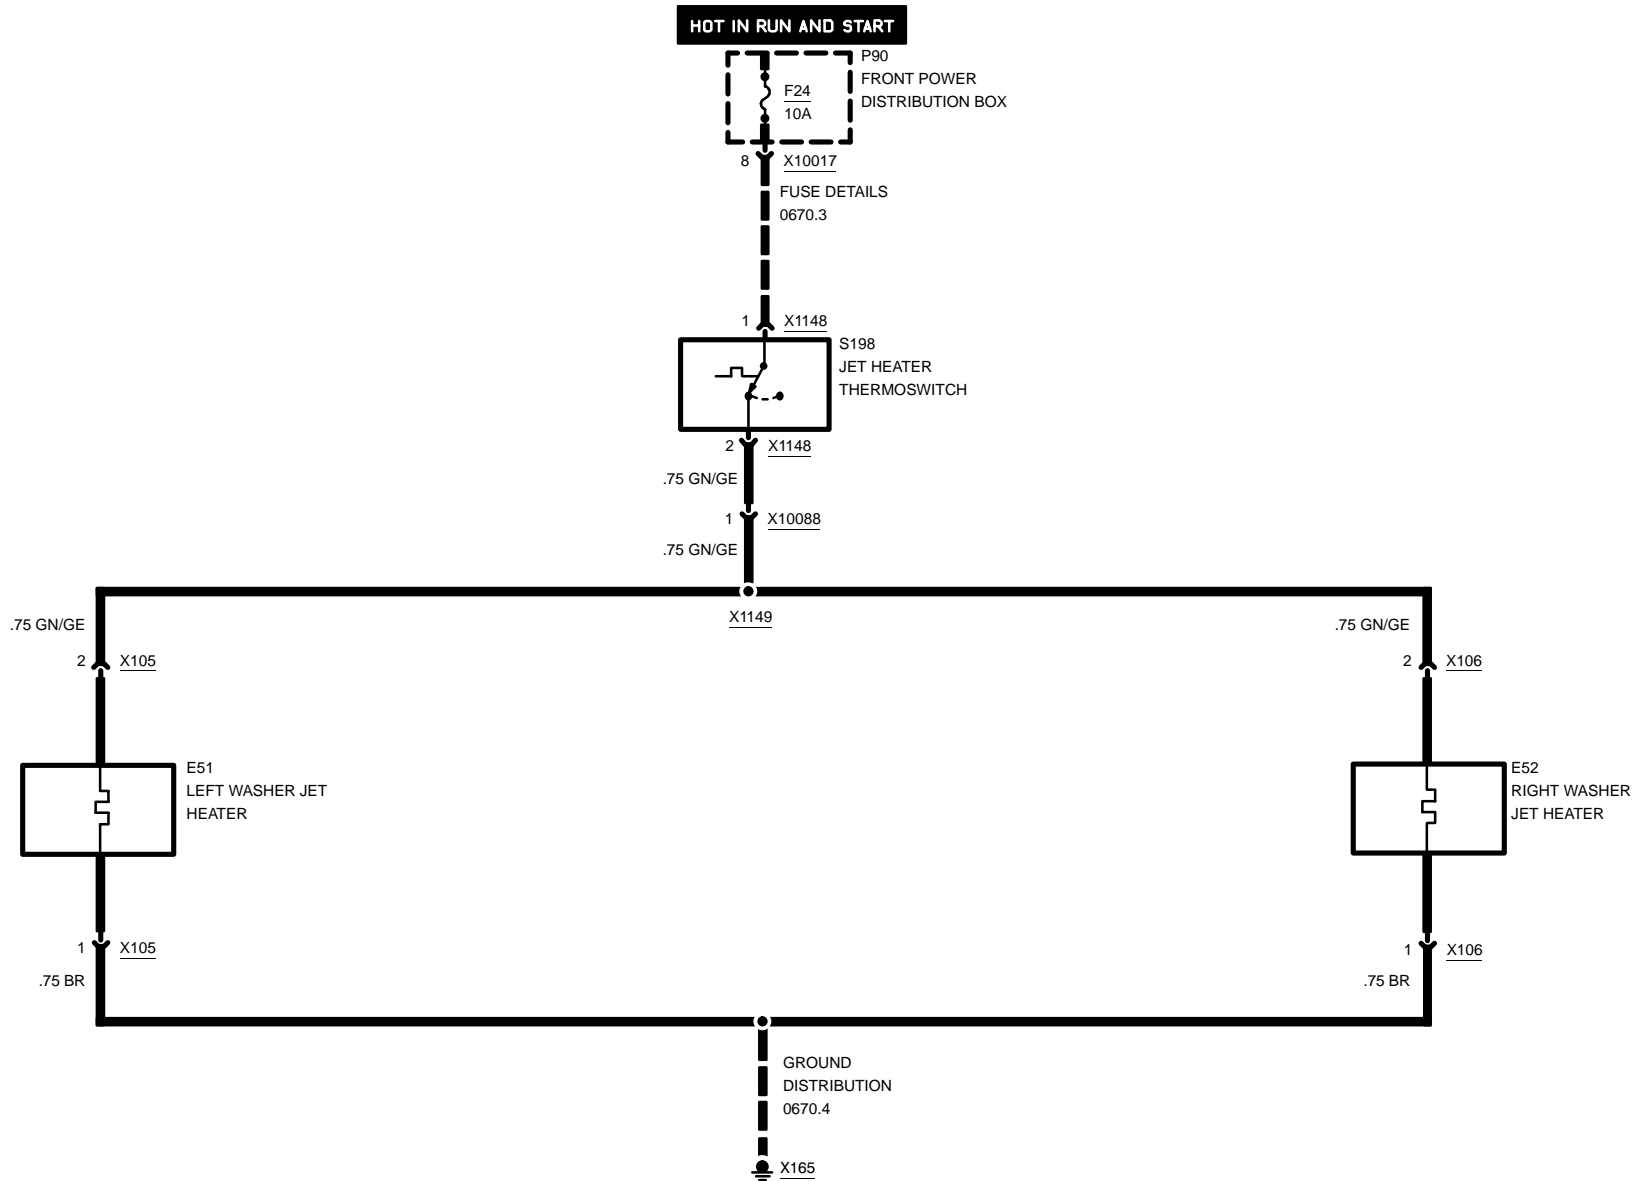 HOT IN RUN AND START
P90
FRONT POWER
DISTRIBUTION BOX
F24
10A
8 X10017
FUSE DETAILS
0670.3
1 X1148
S198
JET HEATER
THERMOSWITCH
2 X1148
.75 GN/GE
1 X10088
.75 GN/GE
X1149
.75 GN/GE
2 X105
E51
LEFT WASHER JET
HEATER
1 X105
.75 BR
.75 GN/GE
2 X106
E52
RIGHT WASHER
JET HEATER
1 X106
.75 BR
GROUND
DISTRIBUTION
0670.4
X165